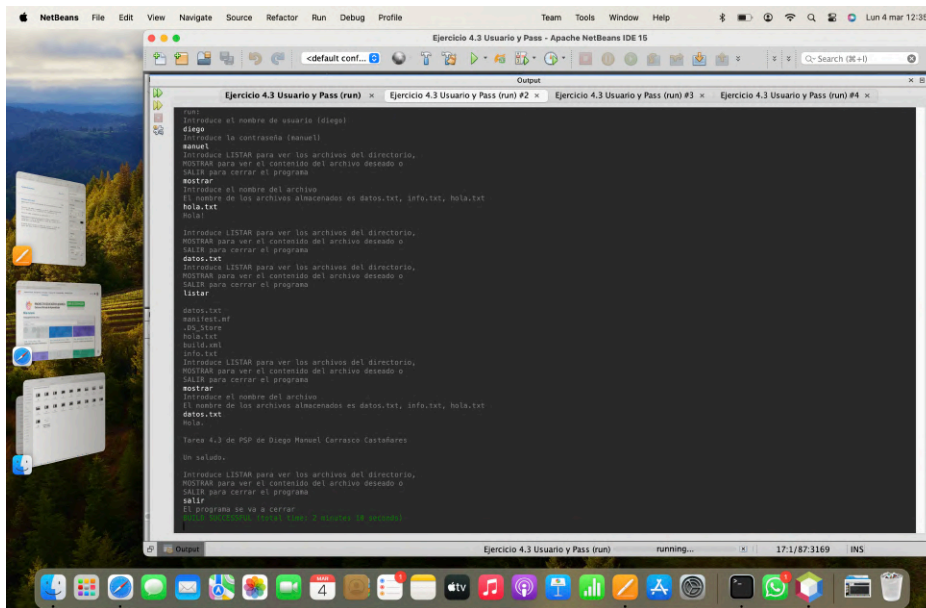 NetBeans File Edit View Navigate Source Refactor Run Debug Profile Team Tools Window Help Lun 4 mar 12:35
Ejercicio 4.3 Usuario y Pass - Apache NetBeans IDE 15
<default conf...
Search (⌘+I)
Output
Ejercicio 4.3 Usuario y Pass (run) × Ejercicio 4.3 Usuario y Pass (run) #2 × Ejercicio 4.3 Usuario y Pass (run) #3 × Ejercicio 4.3 Usuario y Pass (run) #4 ×
run:
Introduce el nombre de usuario (diego)
diego
Introduce la contraseña (manuel)
manuel
Introduce LISTAR para ver los archivos del directorio,
MOSTRAR para ver el contenido del archivo deseado o
SALIR para cerrar el programa
mostrar
Introduce el nombre del archivo
El nombre de los archivos almacenados es datos.txt, info.txt, hola.txt
hola.txt
Hola!
Introduce LISTAR para ver los archivos del directorio,
MOSTRAR para ver el contenido del archivo deseado o
SALIR para cerrar el programa
datos.txt
Introduce LISTAR para ver los archivos del directorio,
MOSTRAR para ver el contenido del archivo deseado o
SALIR para cerrar el programa
listar
datos.txt
manifest.mf
.DS_Store
hola.txt
build.xml
info.txt
Introduce LISTAR para ver los archivos del directorio,
MOSTRAR para ver el contenido del archivo deseado o
SALIR para cerrar el programa
mostrar
Introduce el nombre del archivo
El nombre de los archivos almacenados es datos.txt, info.txt, hola.txt
datos.txt
Hola.
Tarea 4.3 de PSP de Diego Manuel Carrasco Castañares
Un saludo.
Introduce LISTAR para ver los archivos del directorio,
MOSTRAR para ver el contenido del archivo deseado o
SALIR para cerrar el programa
salir
El programa se va a cerrar
BUILD SUCCESSFUL (total time: 2 minutes 18 seconds)
Output
Ejercicio 4.3 Usuario y Pass (run) running... 17:1/87:3169 INS
MAR
4
tv